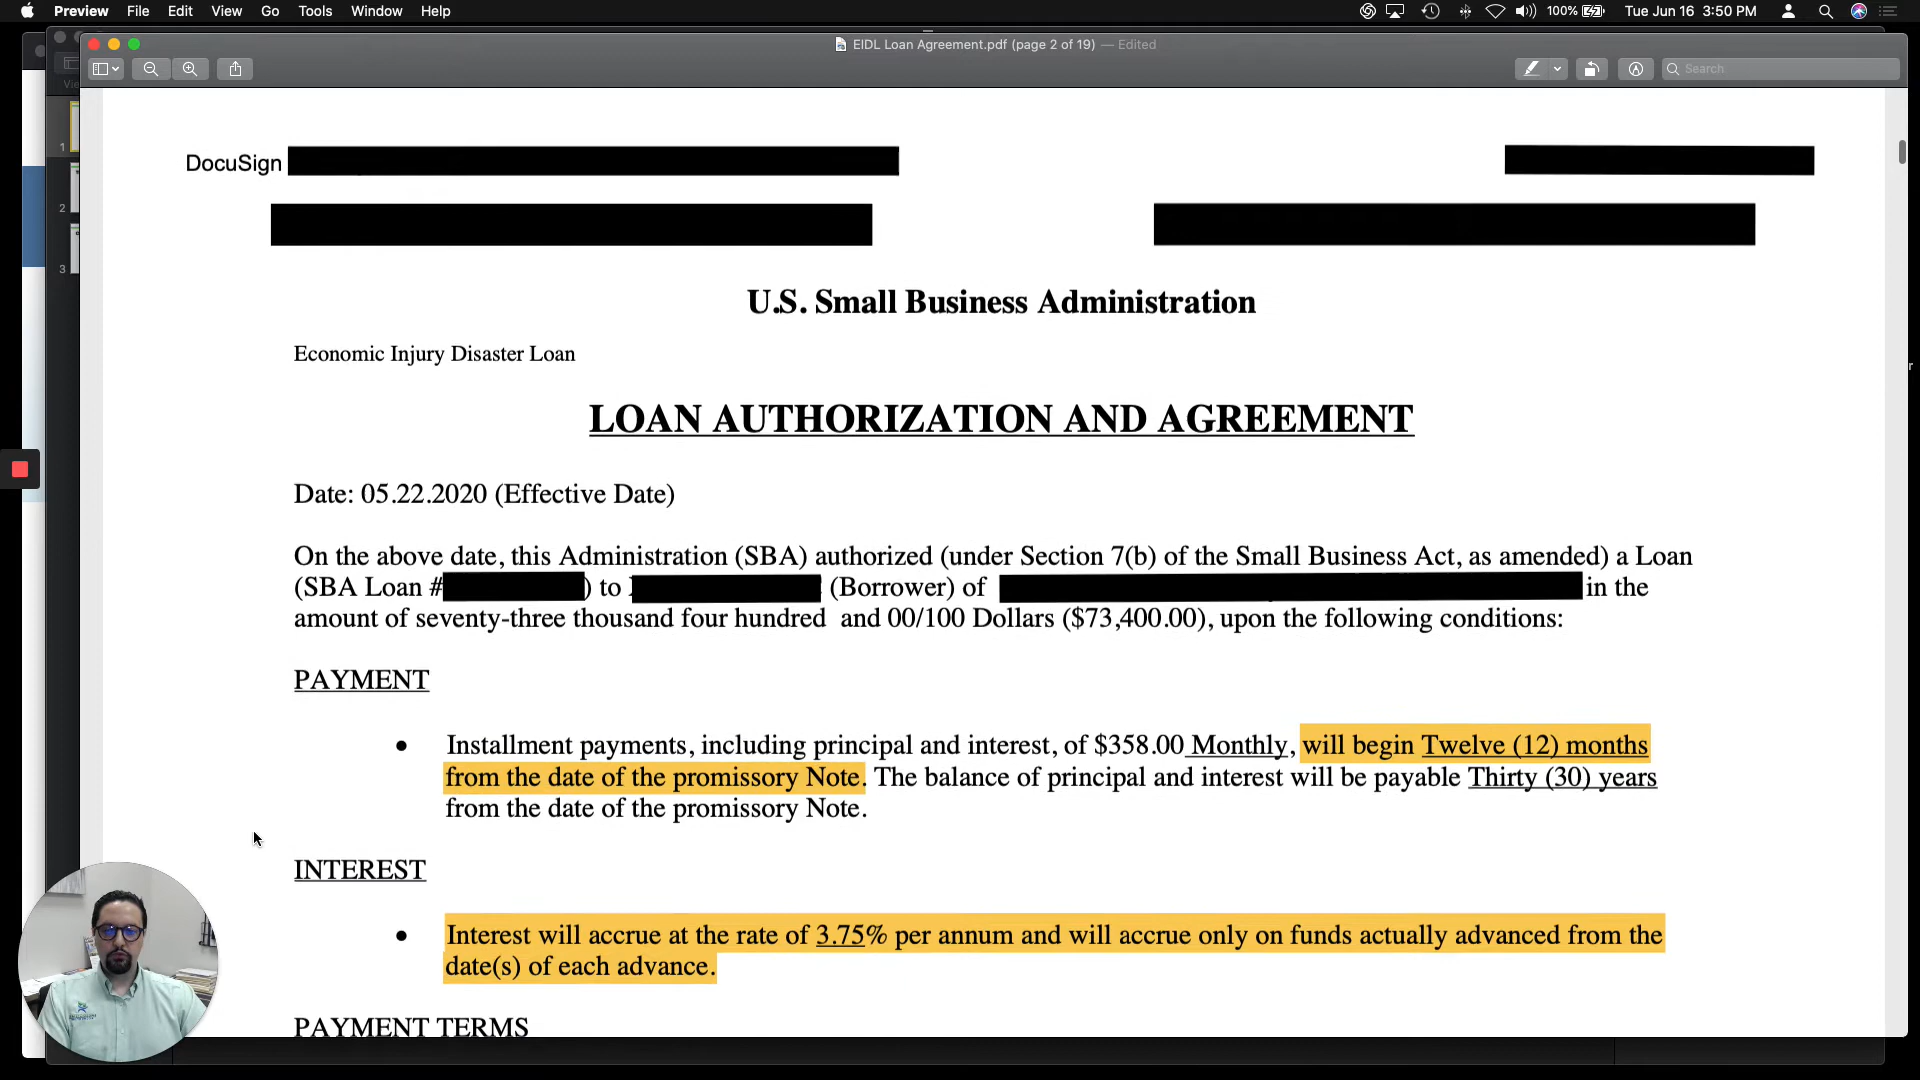 Preview File Edit View Go Tools Window Help
100% Tue Jun 16 3:50 PM
EIDL Loan Agreement.pdf (page 2 of 19) — Edited
Search
1
2
3
DocuSign
U.S. Small Business Administration
Economic Injury Disaster Loan
LOAN AUTHORIZATION AND AGREEMENT
Date: 05.22.2020 (Effective Date)
On the above date, this Administration (SBA) authorized (under Section 7(b) of the Small Business Act, as amended) a Loan
(SBA Loan # ) to (Borrower) of in the
amount of seventy-three thousand four hundred and 00/100 Dollars ($73,400.00), upon the following conditions:
PAYMENT
• Installment payments, including principal and interest, of $358.00 Monthly, will begin Twelve (12) months
from the date of the promissory Note. The balance of principal and interest will be payable Thirty (30) years
from the date of the promissory Note.
INTEREST
• Interest will accrue at the rate of 3.75% per annum and will accrue only on funds actually advanced from the
date(s) of each advance.
PAYMENT TERMS